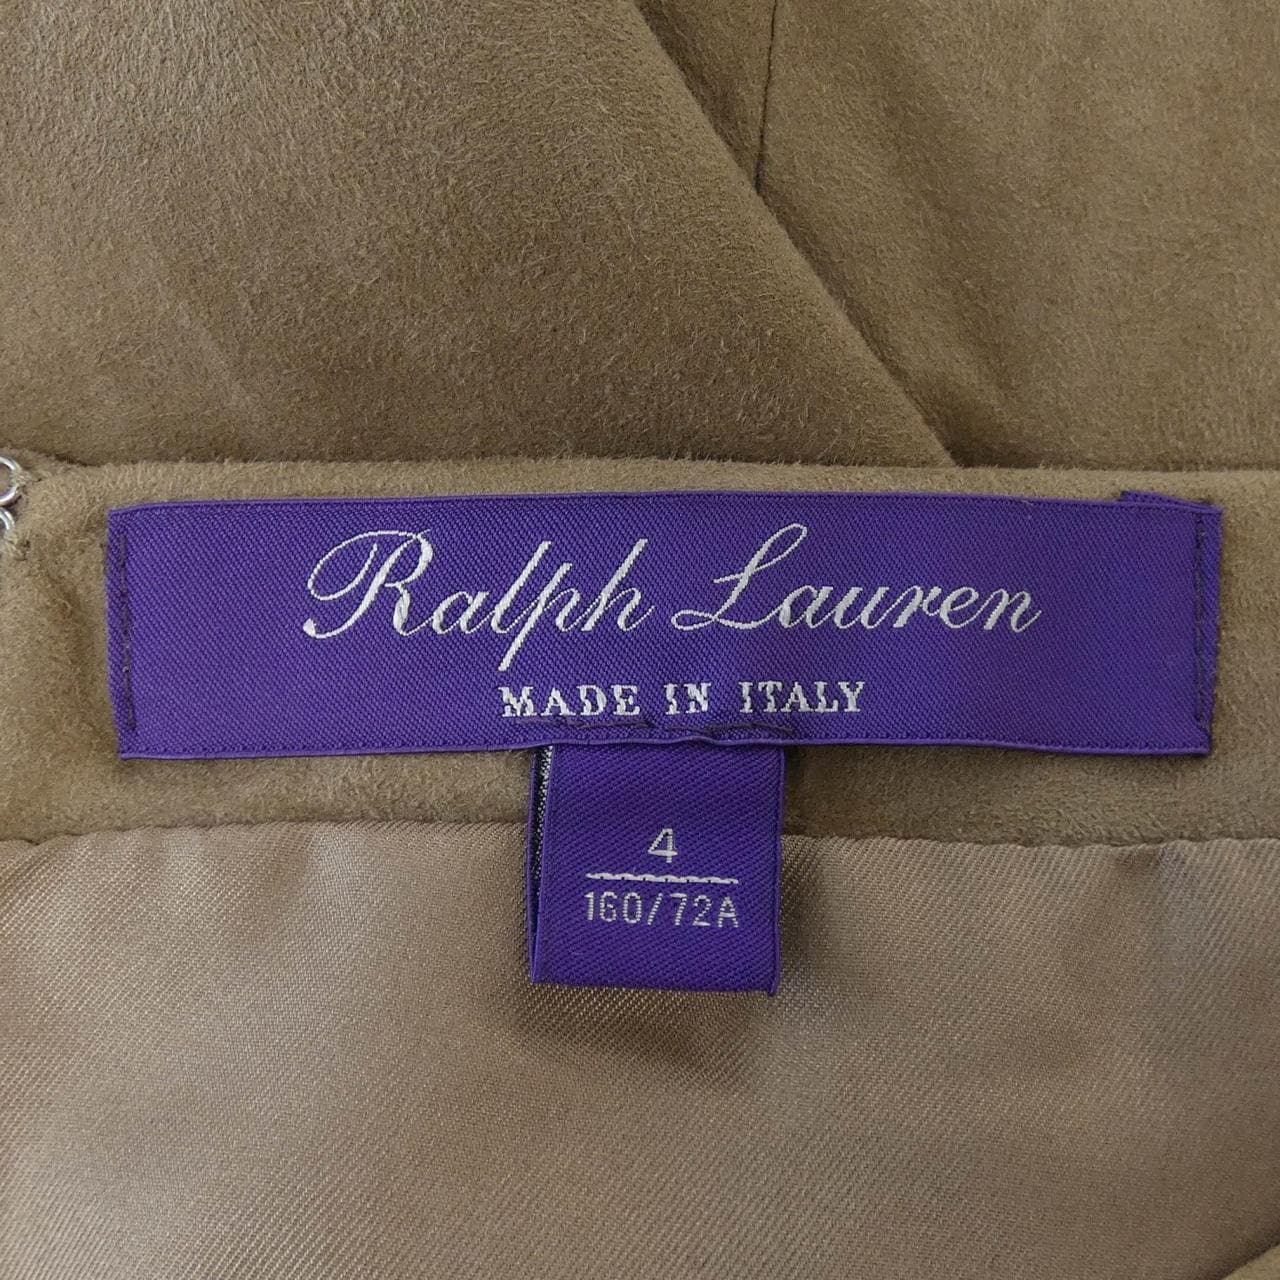 Ralph Lauren
MADE IN ITALY
4
160/72A